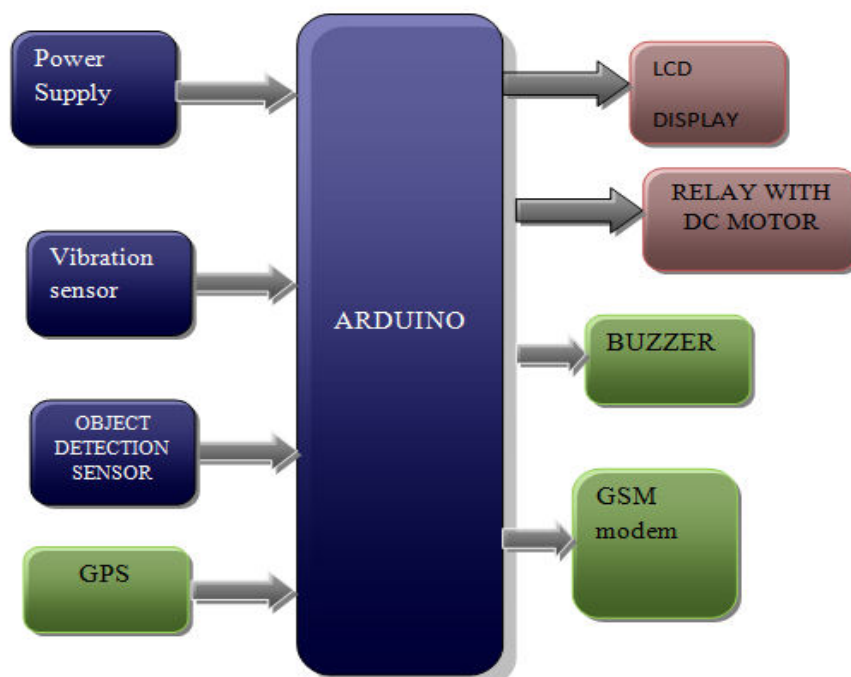 Power
Supply
Vibration
sensor
OBJECT
DETECTION
SENSOR
GPS
ARDUINO
LCD
DISPLAY
RELAY WITH
DC MOTOR
BUZZER
GSM
modem